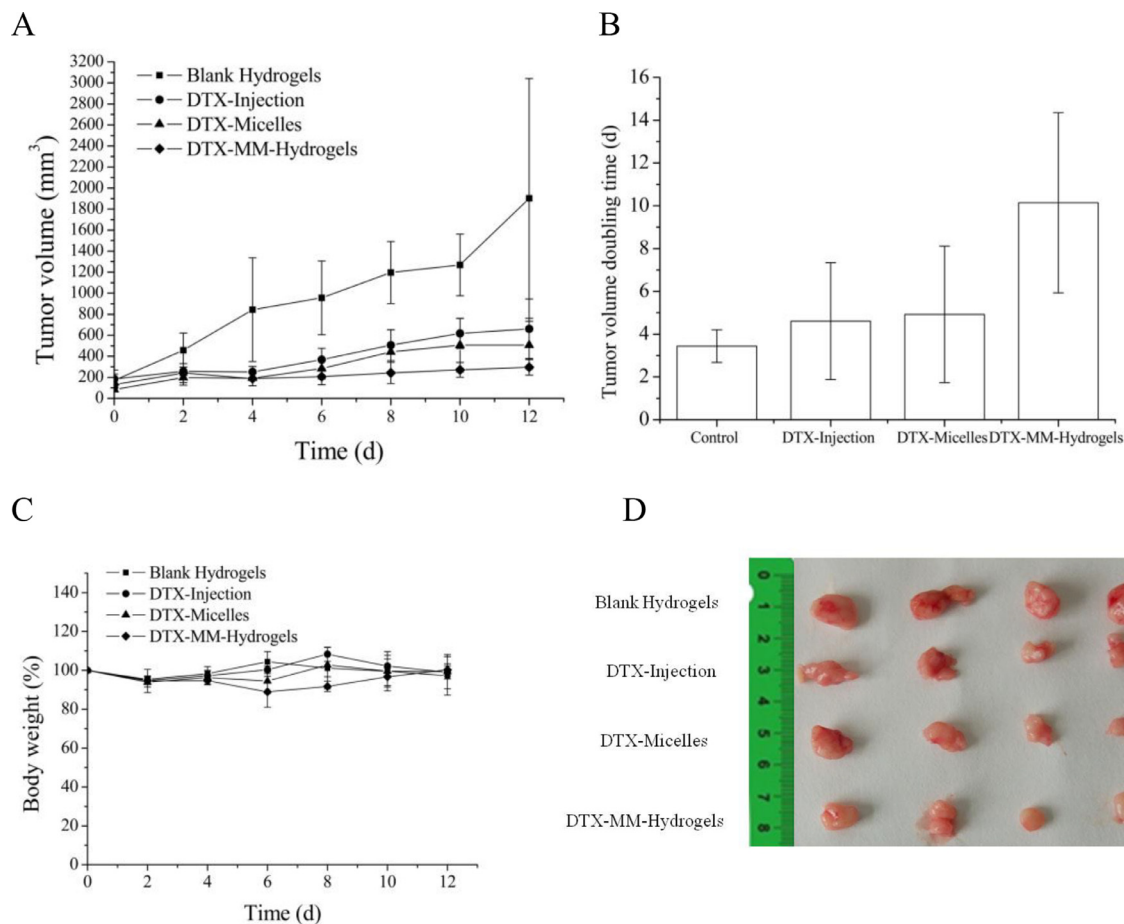 A
3200
3000
2800
2600
2400
2200
2000
1800
1600
1400
1200
1000
800
600
400
200
0
Tumor volume (mm³)
Blank Hydrogels
DTX-Injection
DTX-Micelles
DTX-MM-Hydrogels
0 2 4 6 8 10 12
Time (d)
B
16
14
12
10
8
6
4
2
0
Tumor volume doubling time (d)
Control DTX-Injection DTX-Micelles DTX-MM-Hydrogels
C
140
120
100
80
60
40
20
0
Body weight (%)
Blank Hydrogels
DTX-Injection
DTX-Micelles
DTX-MM-Hydrogels
0 2 4 6 8 10 12
Time (d)
D
Blank Hydrogels
DTX-Injection
DTX-Micelles
DTX-MM-Hydrogels
0
1
2
3
4
5
6
7
8